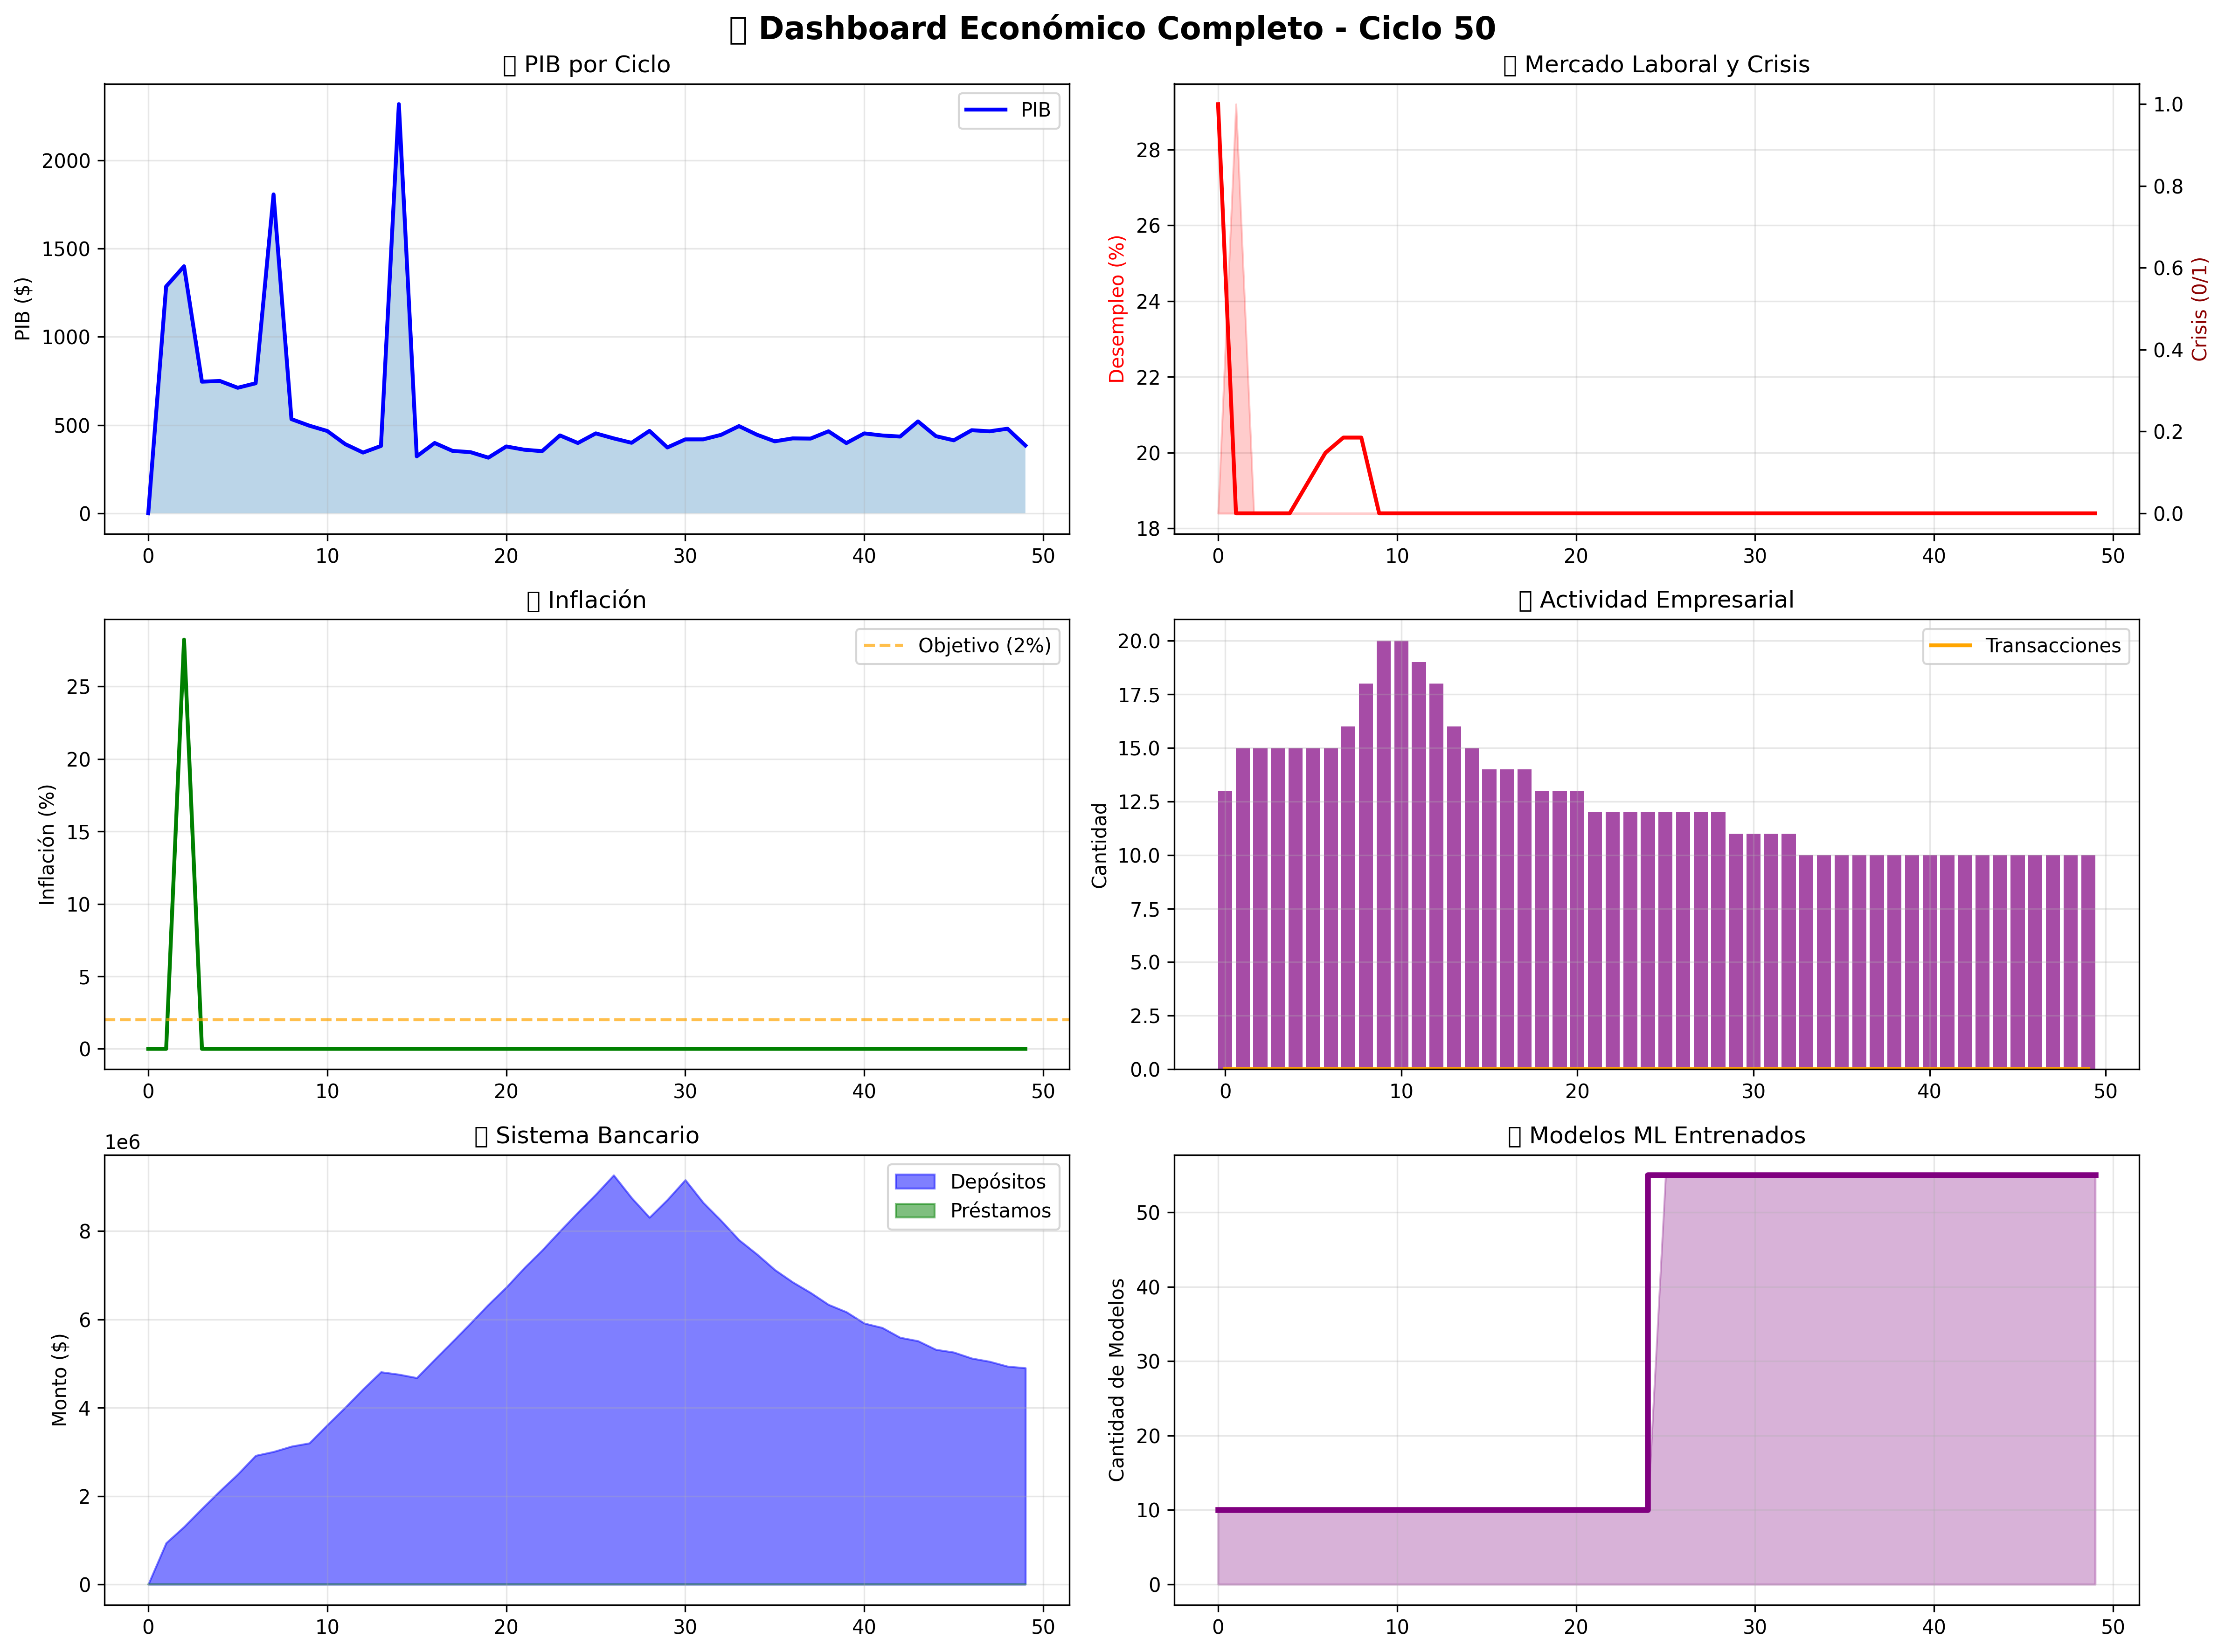 ▯ Dashboard Económico Completo - Ciclo 50
▯ PIB por Ciclo
PIB
PIB ($)
2000
1500
1000
500
0
0 10 20 30 40 50
▯ Mercado Laboral y Crisis
Desempleo (%)
28
26
24
22
20
18
1.0
0.8
0.6
0.4
0.2
0.0
Crisis (0/1)
0 10 20 30 40 50
▯ Inflación
Objetivo (2%)
Inflación (%)
25
20
15
10
5
0
0 10 20 30 40 50
▯ Actividad Empresarial
Transacciones
Cantidad
20.0
17.5
15.0
12.5
10.0
7.5
5.0
2.5
0.0
0 10 20 30 40 50
▯ Sistema Bancario
1e6
Depósitos
Préstamos
Monto ($)
8
6
4
2
0
0 10 20 30 40 50
▯ Modelos ML Entrenados
Cantidad de Modelos
50
40
30
20
10
0
0 10 20 30 40 50